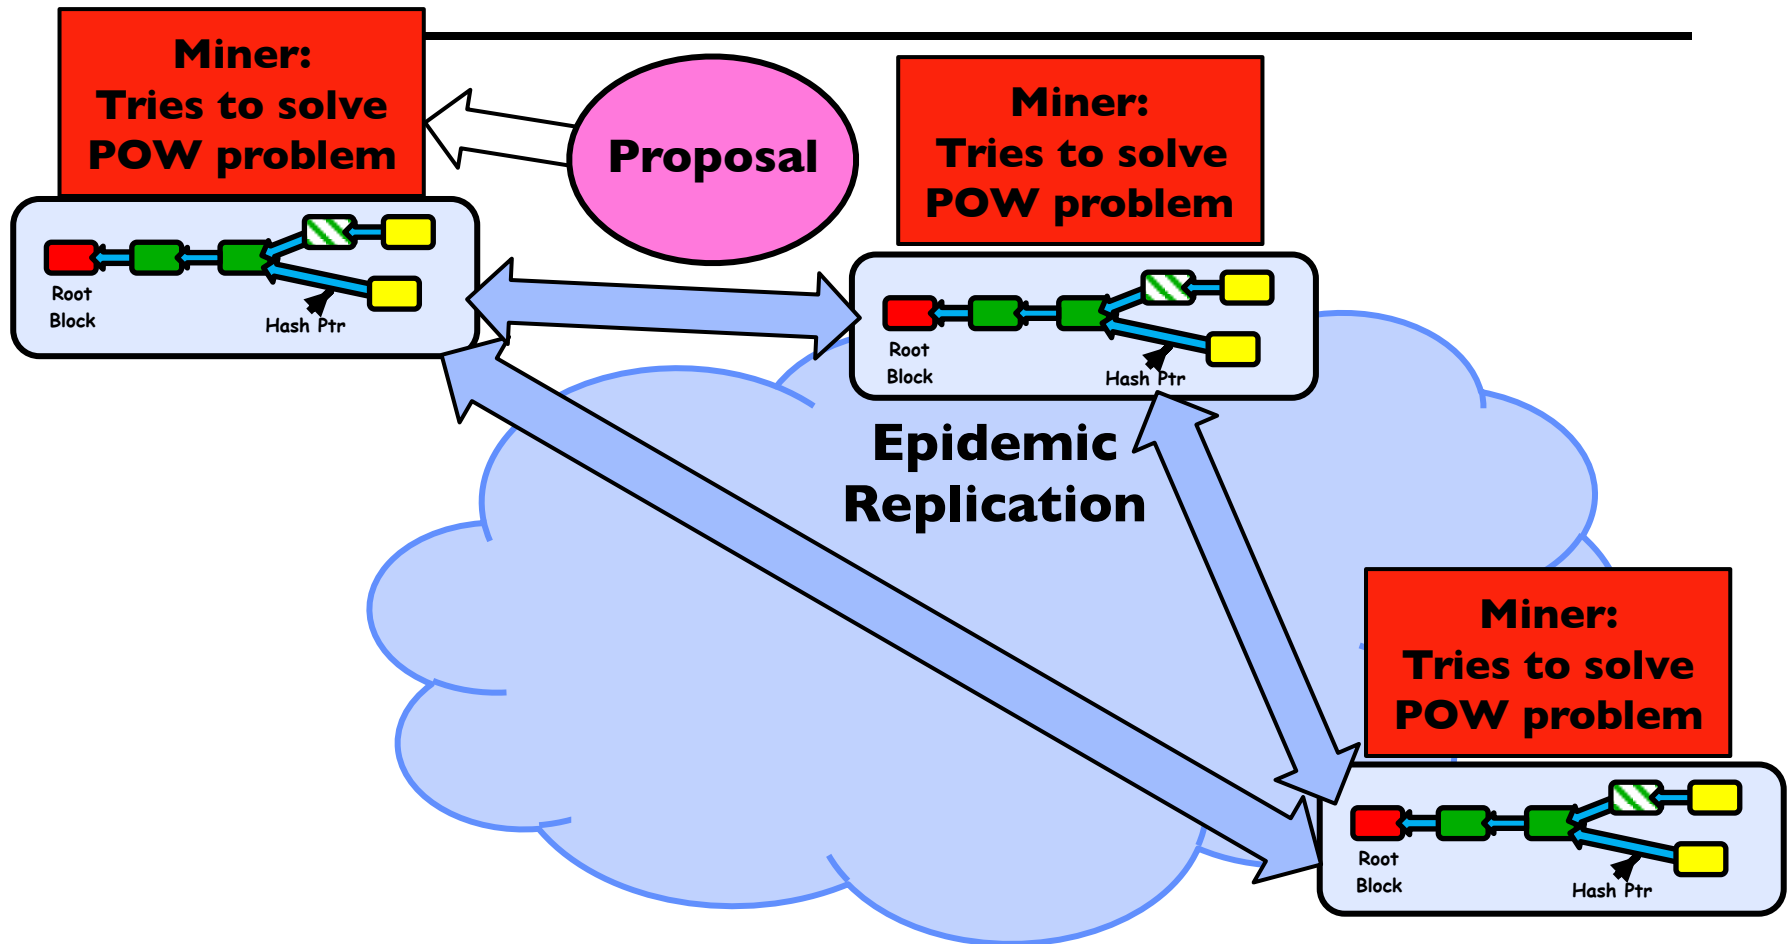 Miner:
Tries to solve
POW problem
Proposal
Miner:
Tries to solve
POW problem
Root
Block
Hash Ptr
Root
Block
Hash Ptr
Epidemic
Replication
Miner:
Tries to solve
POW problem
Root
Block
Hash Ptr